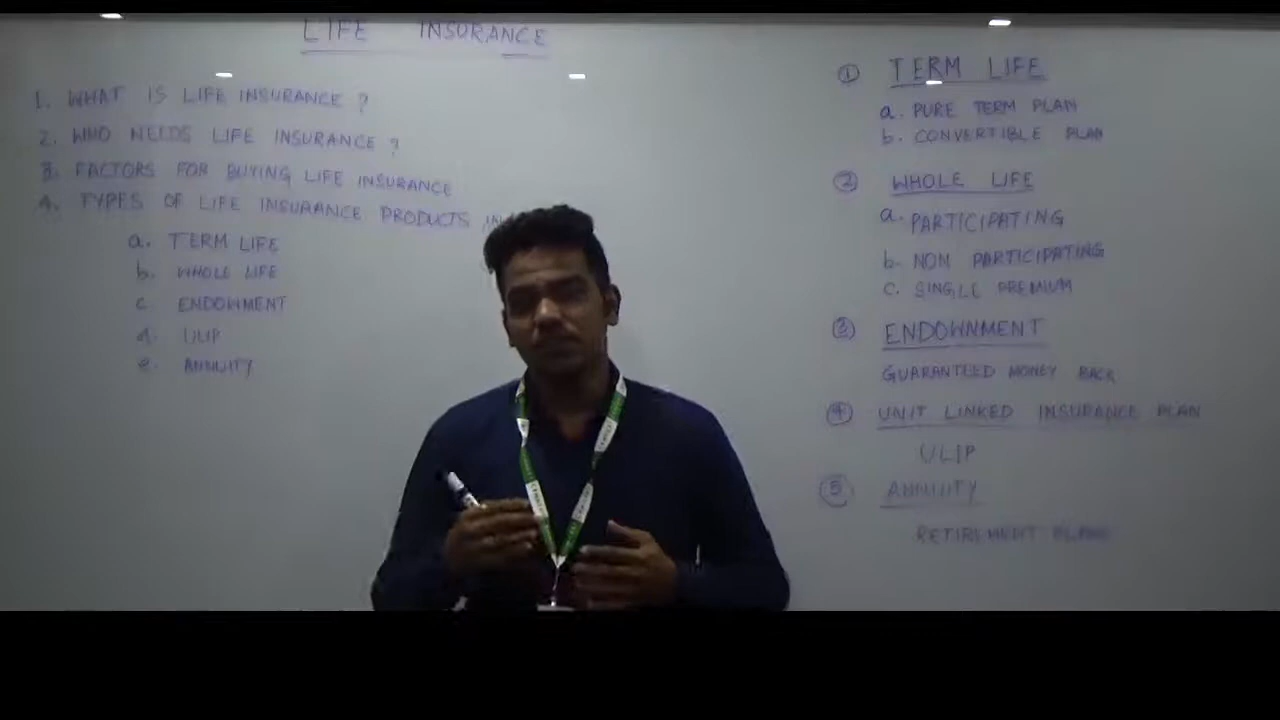 LIFE INSURANCE
1. WHAT IS LIFE INSURANCE ?
2. WHO NEEDS LIFE INSURANCE ?
3. FACTORS FOR BUYING LIFE INSURANCE
4. TYPES OF LIFE INSURANCE PRODUCTS IN
a. TERM LIFE
b. WHOLE LIFE
c. ENDOWMENT
d. ULIP
e. ANNUITY
① TERM LIFE
a. PURE TERM PLAN
b. CONVERTIBLE PLAN
② WHOLE LIFE
a. PARTICIPATING
b. NON PARTICIPATING
c. SINGLE PREMIUM
③ ENDOWNMENT
GUARANTEED MONEY BACK
④ UNIT LINKED INSURANCE PLAN
ULIP
⑤ ANNUITY
RETIREMENT PLANS